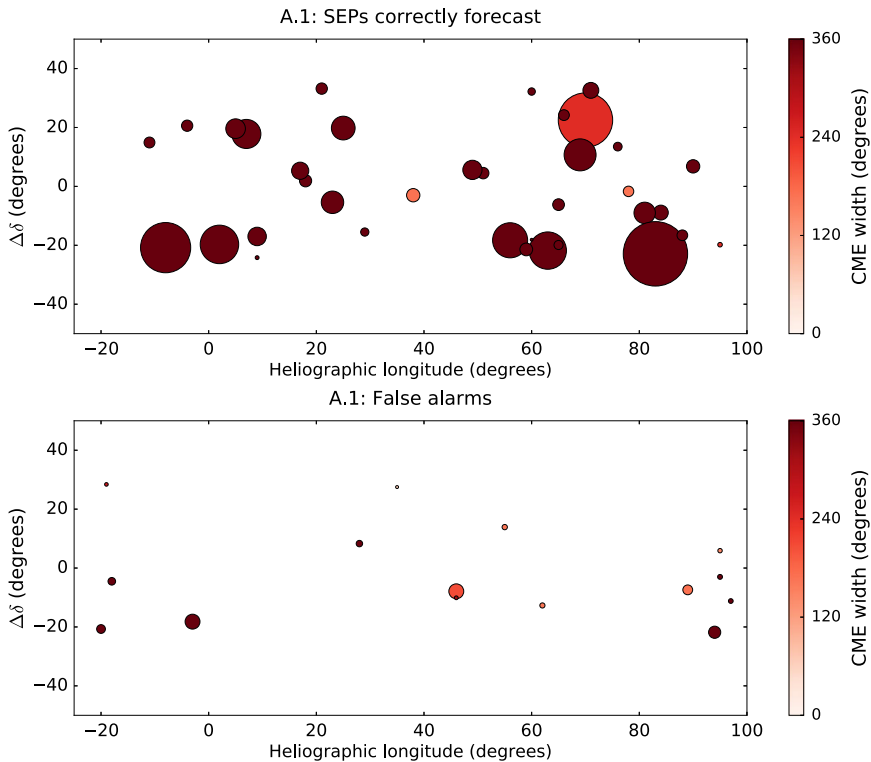 A.1: SEPs correctly forecast
40
20
0
−20
−40
Δδ (degrees)
−20 0 20 40 60 80 100
Heliographic longitude (degrees)
360
240
120
0
CME width (degrees)
A.1: False alarms
40
20
0
−20
−40
Δδ (degrees)
−20 0 20 40 60 80 100
Heliographic longitude (degrees)
360
240
120
0
CME width (degrees)